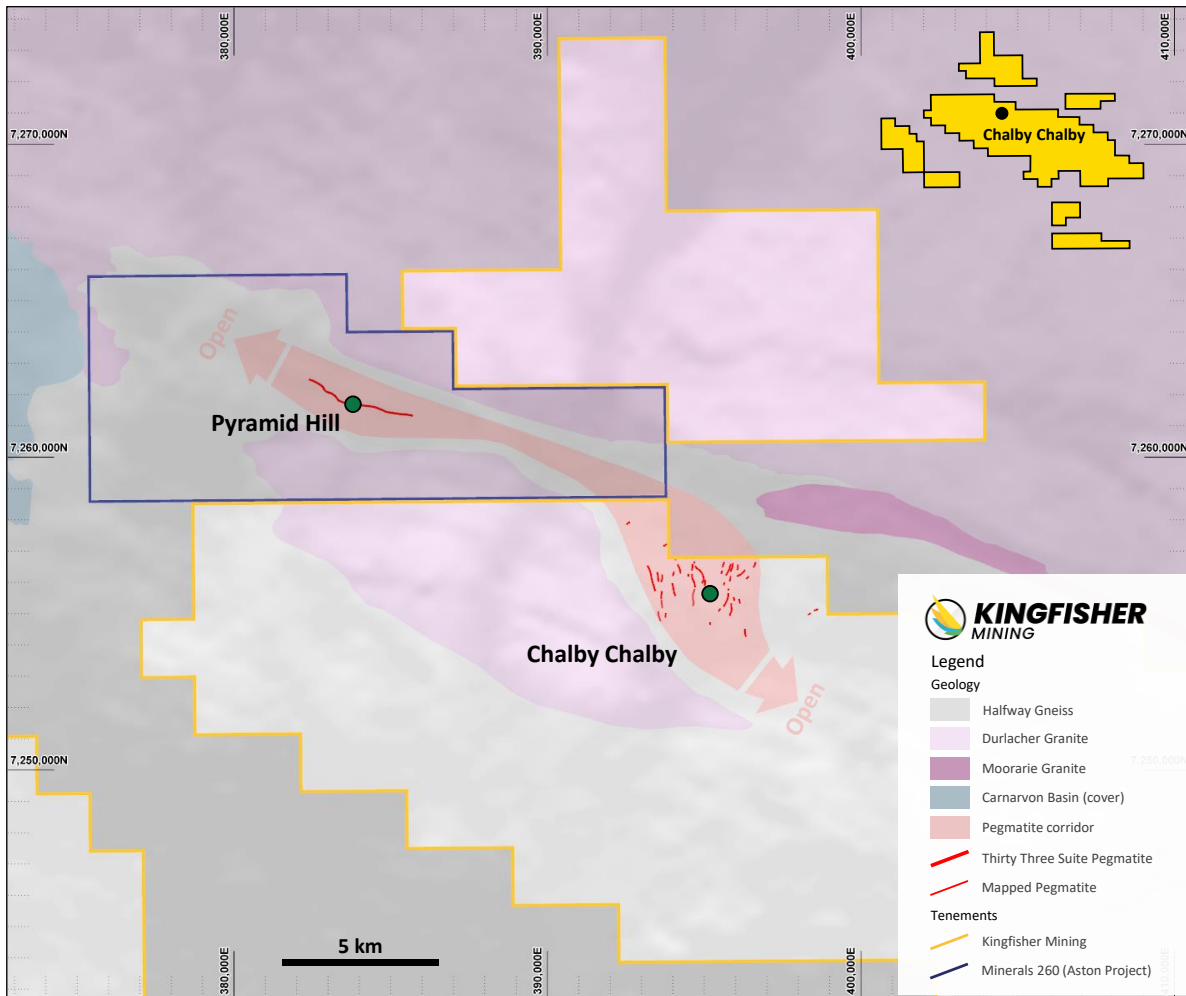 380,000E
390,000E
400,000E
410,000E
7,270,000N
7,270,000N
Chalby Chalby
Open
Pyramid Hill
7,260,000N
7,260,000N
Chalby Chalby
Open
KINGFISHER
MINING
Legend
Geology
Halfway Gneiss
Durlacher Granite
Moorarie Granite
Carnarvon Basin (cover)
Pegmatite corridor
Thirty Three Suite Pegmatite
Mapped Pegmatite
Tenements
Kingfisher Mining
Minerals 260 (Aston Project)
7,250,000N
7,250,000N
5 km
380,000E
390,000E
400,000E
410,000E